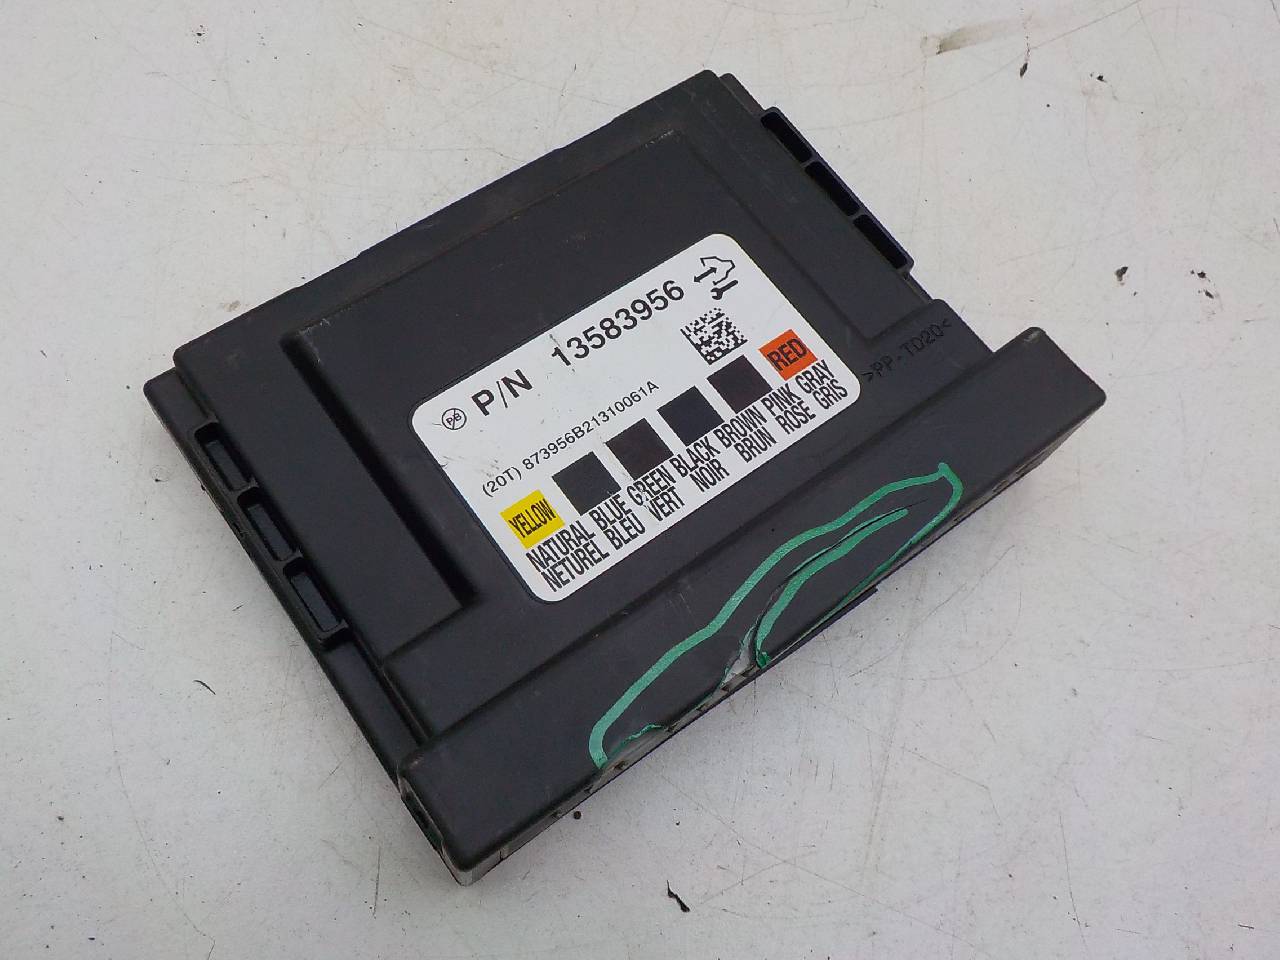 Pb P/N 13583956
(20T) 873956B21310061A
YELLOW RED
NATURAL BLUE GREEN BLACK BROWN PINK GRAY
NETUREL BLEU VERT NOIR BRUN ROSE GRIS
>PP-TD20<